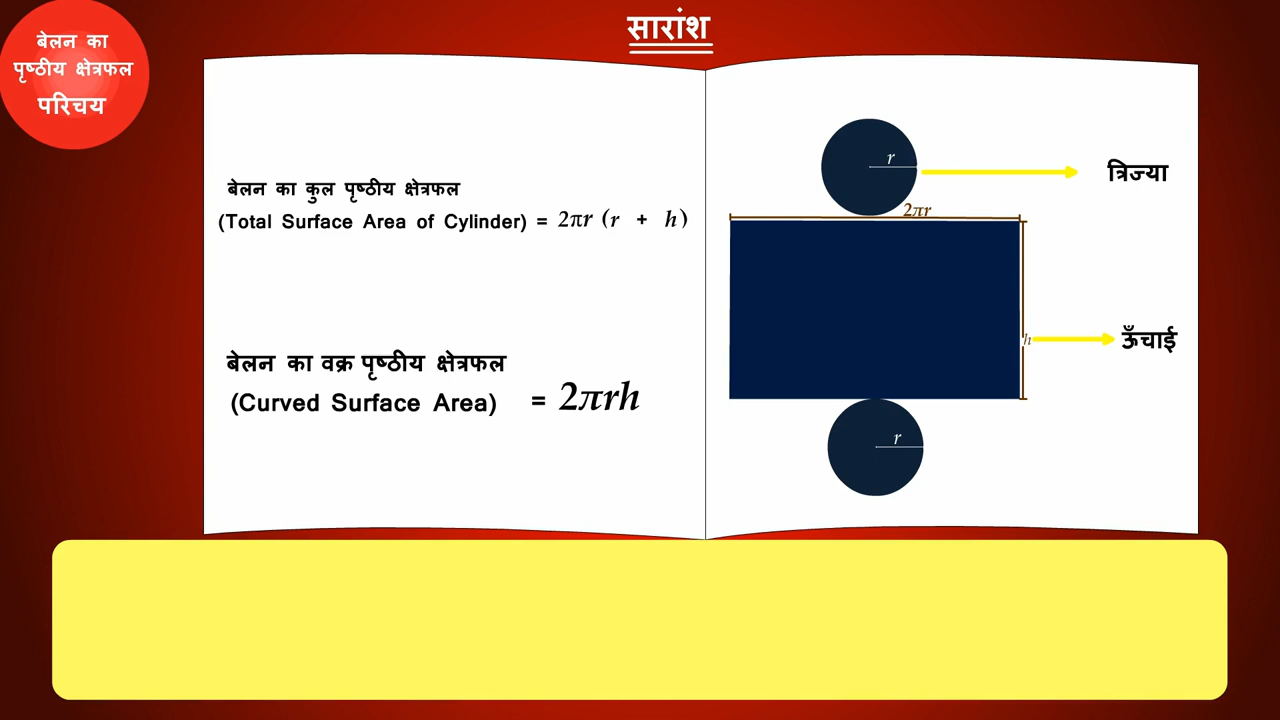 बेलन का
पृष्ठीय क्षेत्रफल
परिचय
सारांश
बेलन का कुल पृष्ठीय क्षेत्रफल
(Total Surface Area of Cylinder) = 2πr (r + h)
बेलन का वक्र पृष्ठीय क्षेत्रफल
(Curved Surface Area) = 2πrh
r
त्रिज्या
2πr
h
ऊँचाई
r